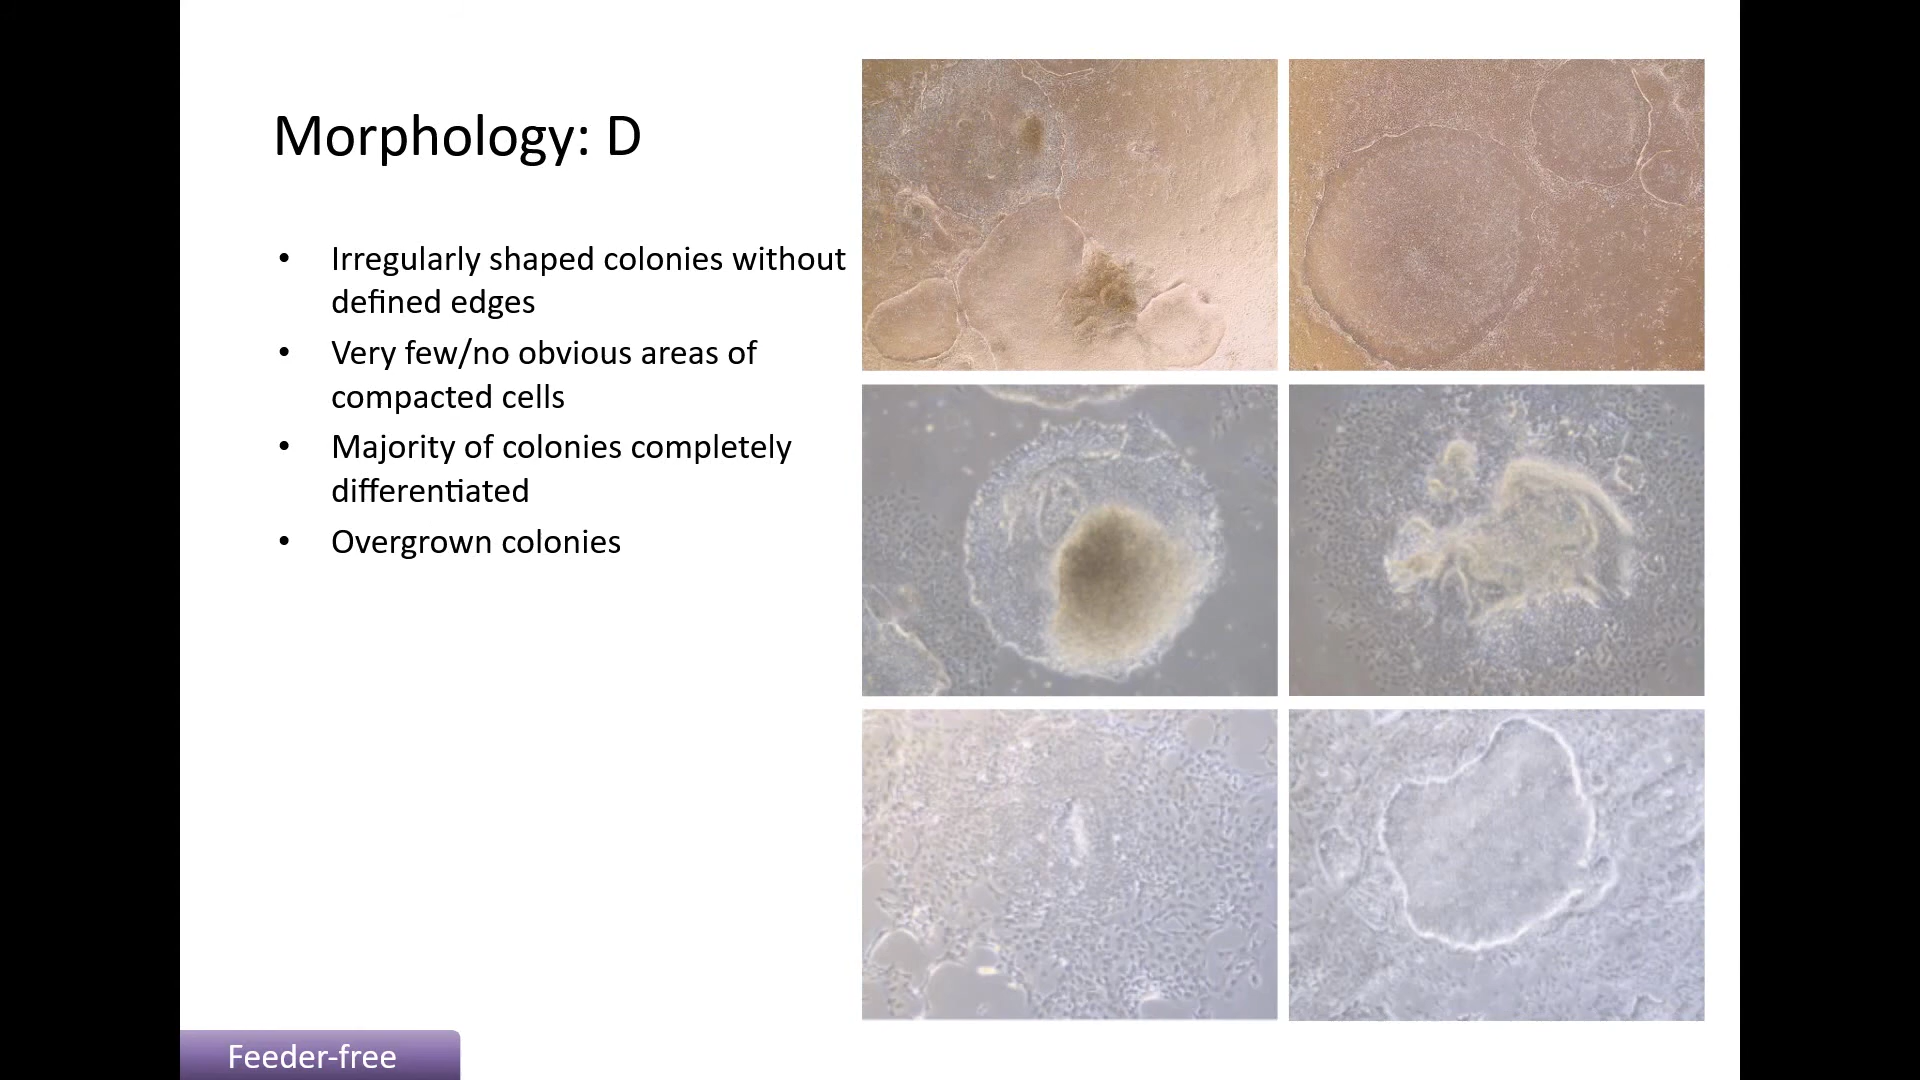 Morphology: D
• Irregularly shaped colonies without
defined edges
• Very few/no obvious areas of
compacted cells
• Majority of colonies completely
differentiated
• Overgrown colonies
Feeder-free